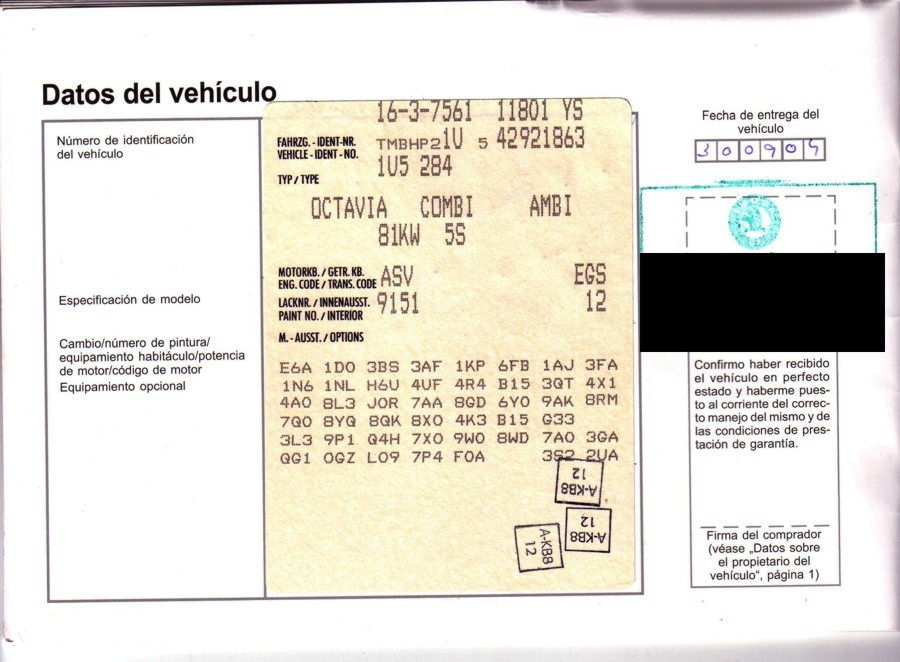 Datos del vehículo
Número de identificación
del vehículo
Especificación de modelo
Cambio/número de pintura/
equipamiento habitáculo/potencia
de motor/código de motor
Equipamiento opcional
16-3-7561 11801 YS
FAHRZG. - IDENT-NR.
VEHICLE - IDENT - NO.
TMBHP21U 5 42921863
TYP / TYPE
1U5 284
OCTAVIA COMBI AMBI
81KW 5S
MOTORKB. / GETR. KB.
ENG. CODE / TRANS. CODE
ASV EGS
LACKNR. / INNENAUSST.
PAINT NO. / INTERIOR
9151 12
M. - AUSST. / OPTIONS
E6A 1D0 3BS 3AF 1KP 6FB 1AJ 3FA
1N6 1NL H6U 4UF 4R4 B15 3QT 4X1
4A0 8L3 J0R 7AA 8GD 6Y0 9AK 8RM
7Q0 8YQ 8QK 8X0 4K3 B15 G33
3L3 9P1 Q4H 7X0 9W0 8WD 7A0 3GA
QG1 0GZ L09 7P4 F0A 3S2 2UA
A-KB8
12
A-KB8
12
A-KB8
12
Fecha de entrega del
vehículo
300904
Confirmo haber recibido
el vehículo en perfecto
estado y haberme pues-
to al corriente del correc-
to manejo del mismo y de
las condiciones de pres-
tación de garantía.
Firma del comprador
(véase „Datos sobre
el propietario del
vehículo“, página 1)